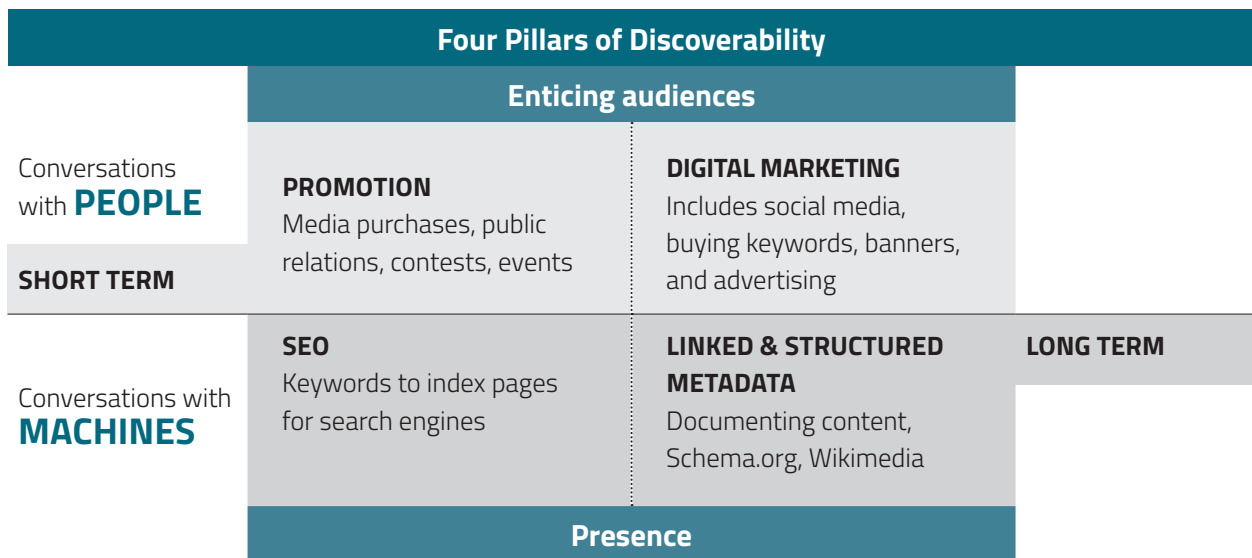 Four Pillars of Discoverability
Enticing audiences
Conversations
with PEOPLE
SHORT TERM
PROMOTION
Media purchases, public
relations, contests, events
DIGITAL MARKETING
Includes social media,
buying keywords, banners,
and advertising
Conversations with
MACHINES
SEO
Keywords to index pages
for search engines
LINKED & STRUCTURED
METADATA
Documenting content,
Schema.org, Wikimedia
LONG TERM
Presence